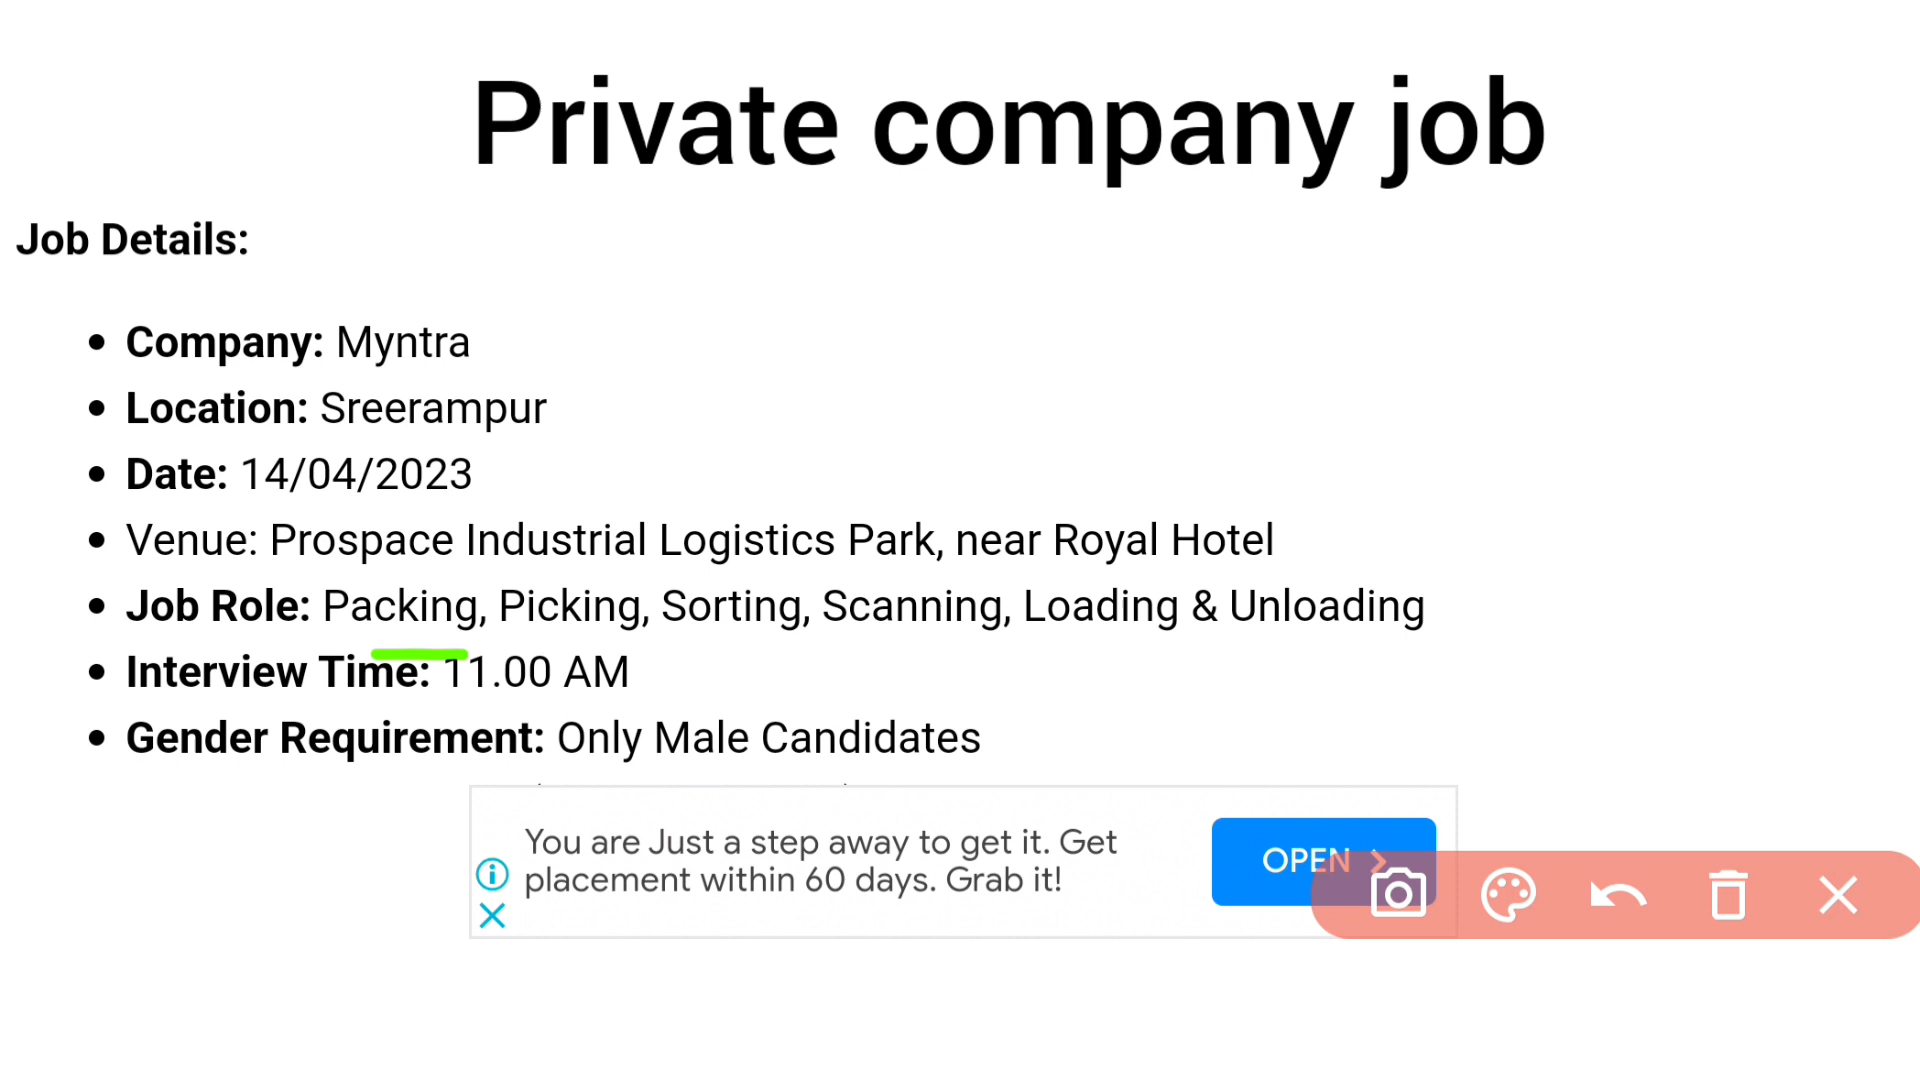 Private company job
Job Details:
Company: Myntra
Location: Sreerampur
Date: 14/04/2023
Venue: Prospace Industrial Logistics Park, near Royal Hotel
Job Role: Packing, Picking, Sorting, Scanning, Loading & Unloading
Interview Time: 11.00 AM
Gender Requirement: Only Male Candidates
You are Just a step away to get it. Get
placement within 60 days. Grab it!
OPEN